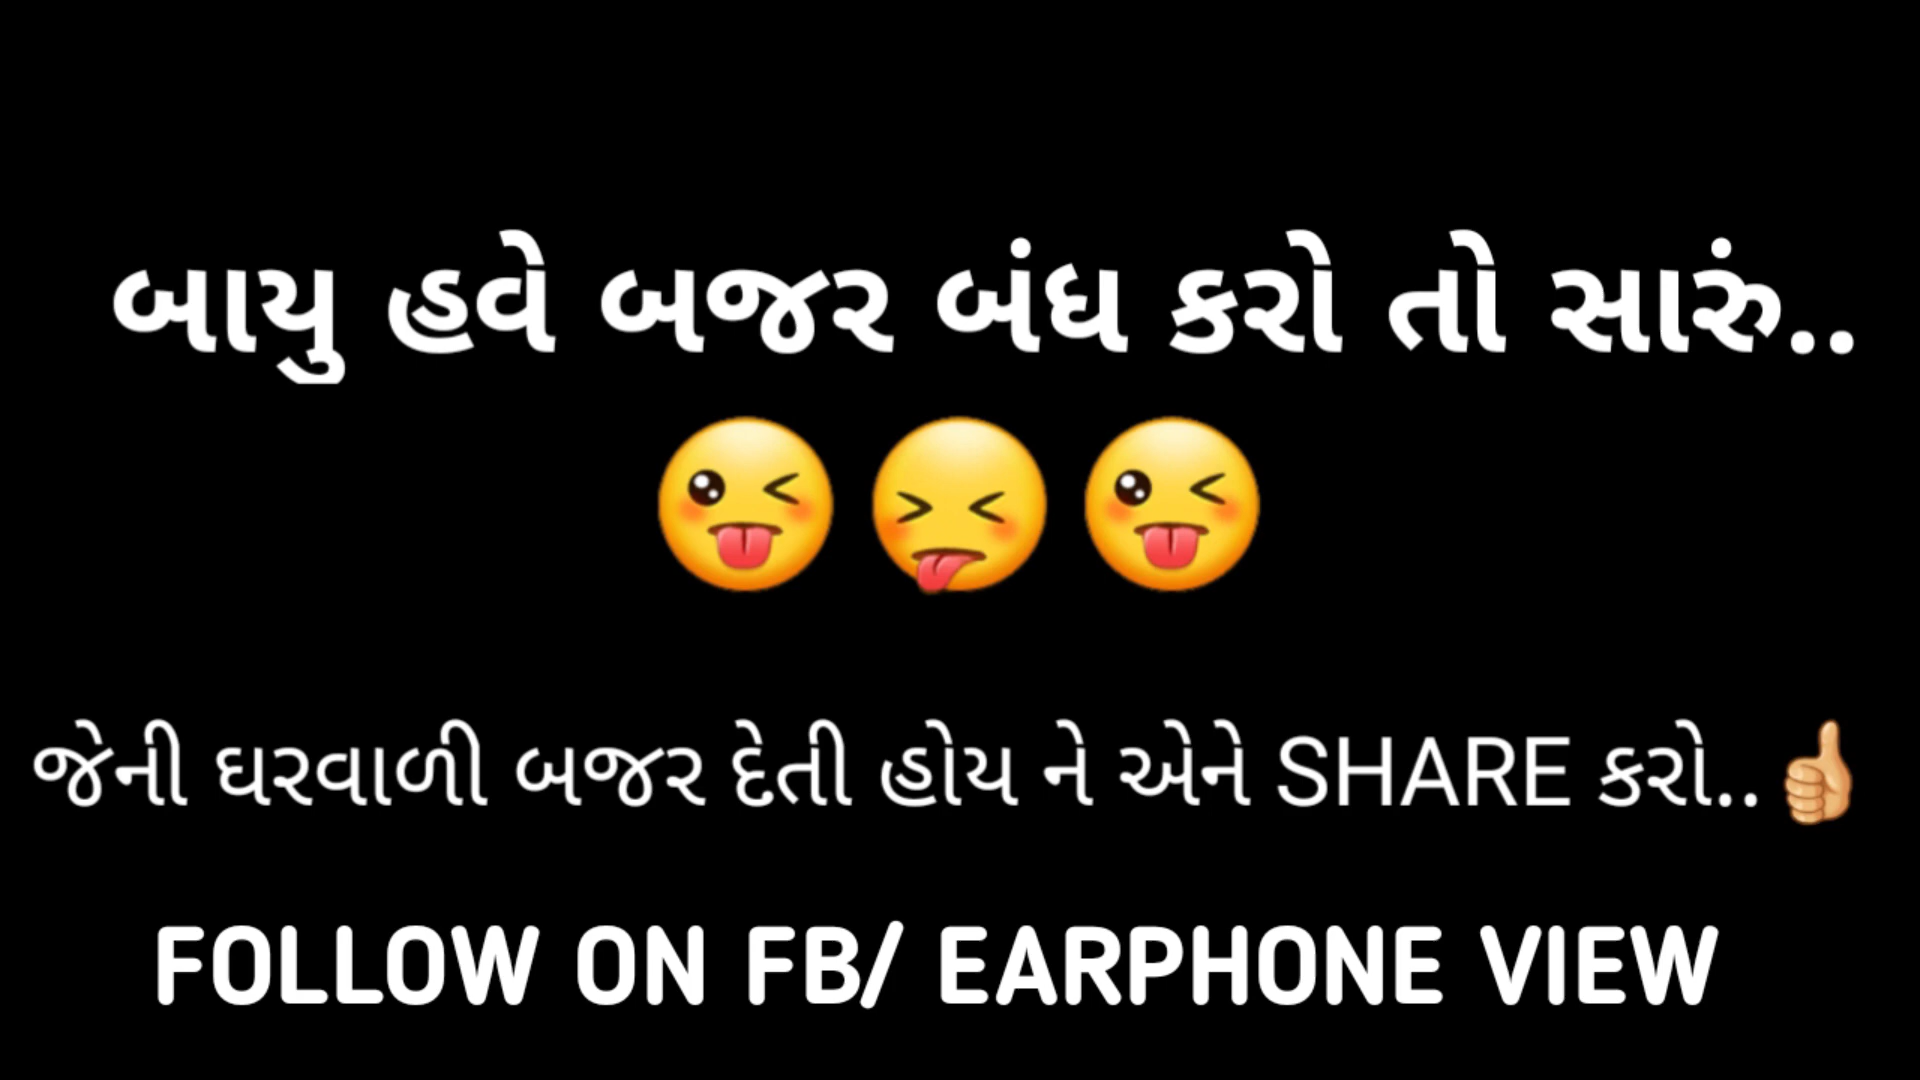 બાયુ હવે બજર બંધ કરો તો સારું..
😜😝😜
જેની ઘરવાળી બજર દેતી હોય ને એને SHARE કરો..👍🏼
FOLLOW ON FB/ EARPHONE VIEW